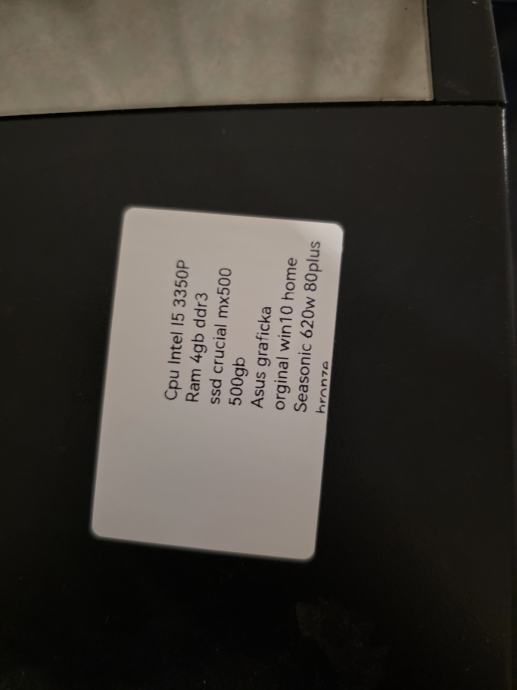 Cpu Intel I5 3350P
Ram 4gb ddr3
ssd crucial mx500
500gb
Asus graficka
orginal win10 home
Seasonic 620w 80plus
bronze